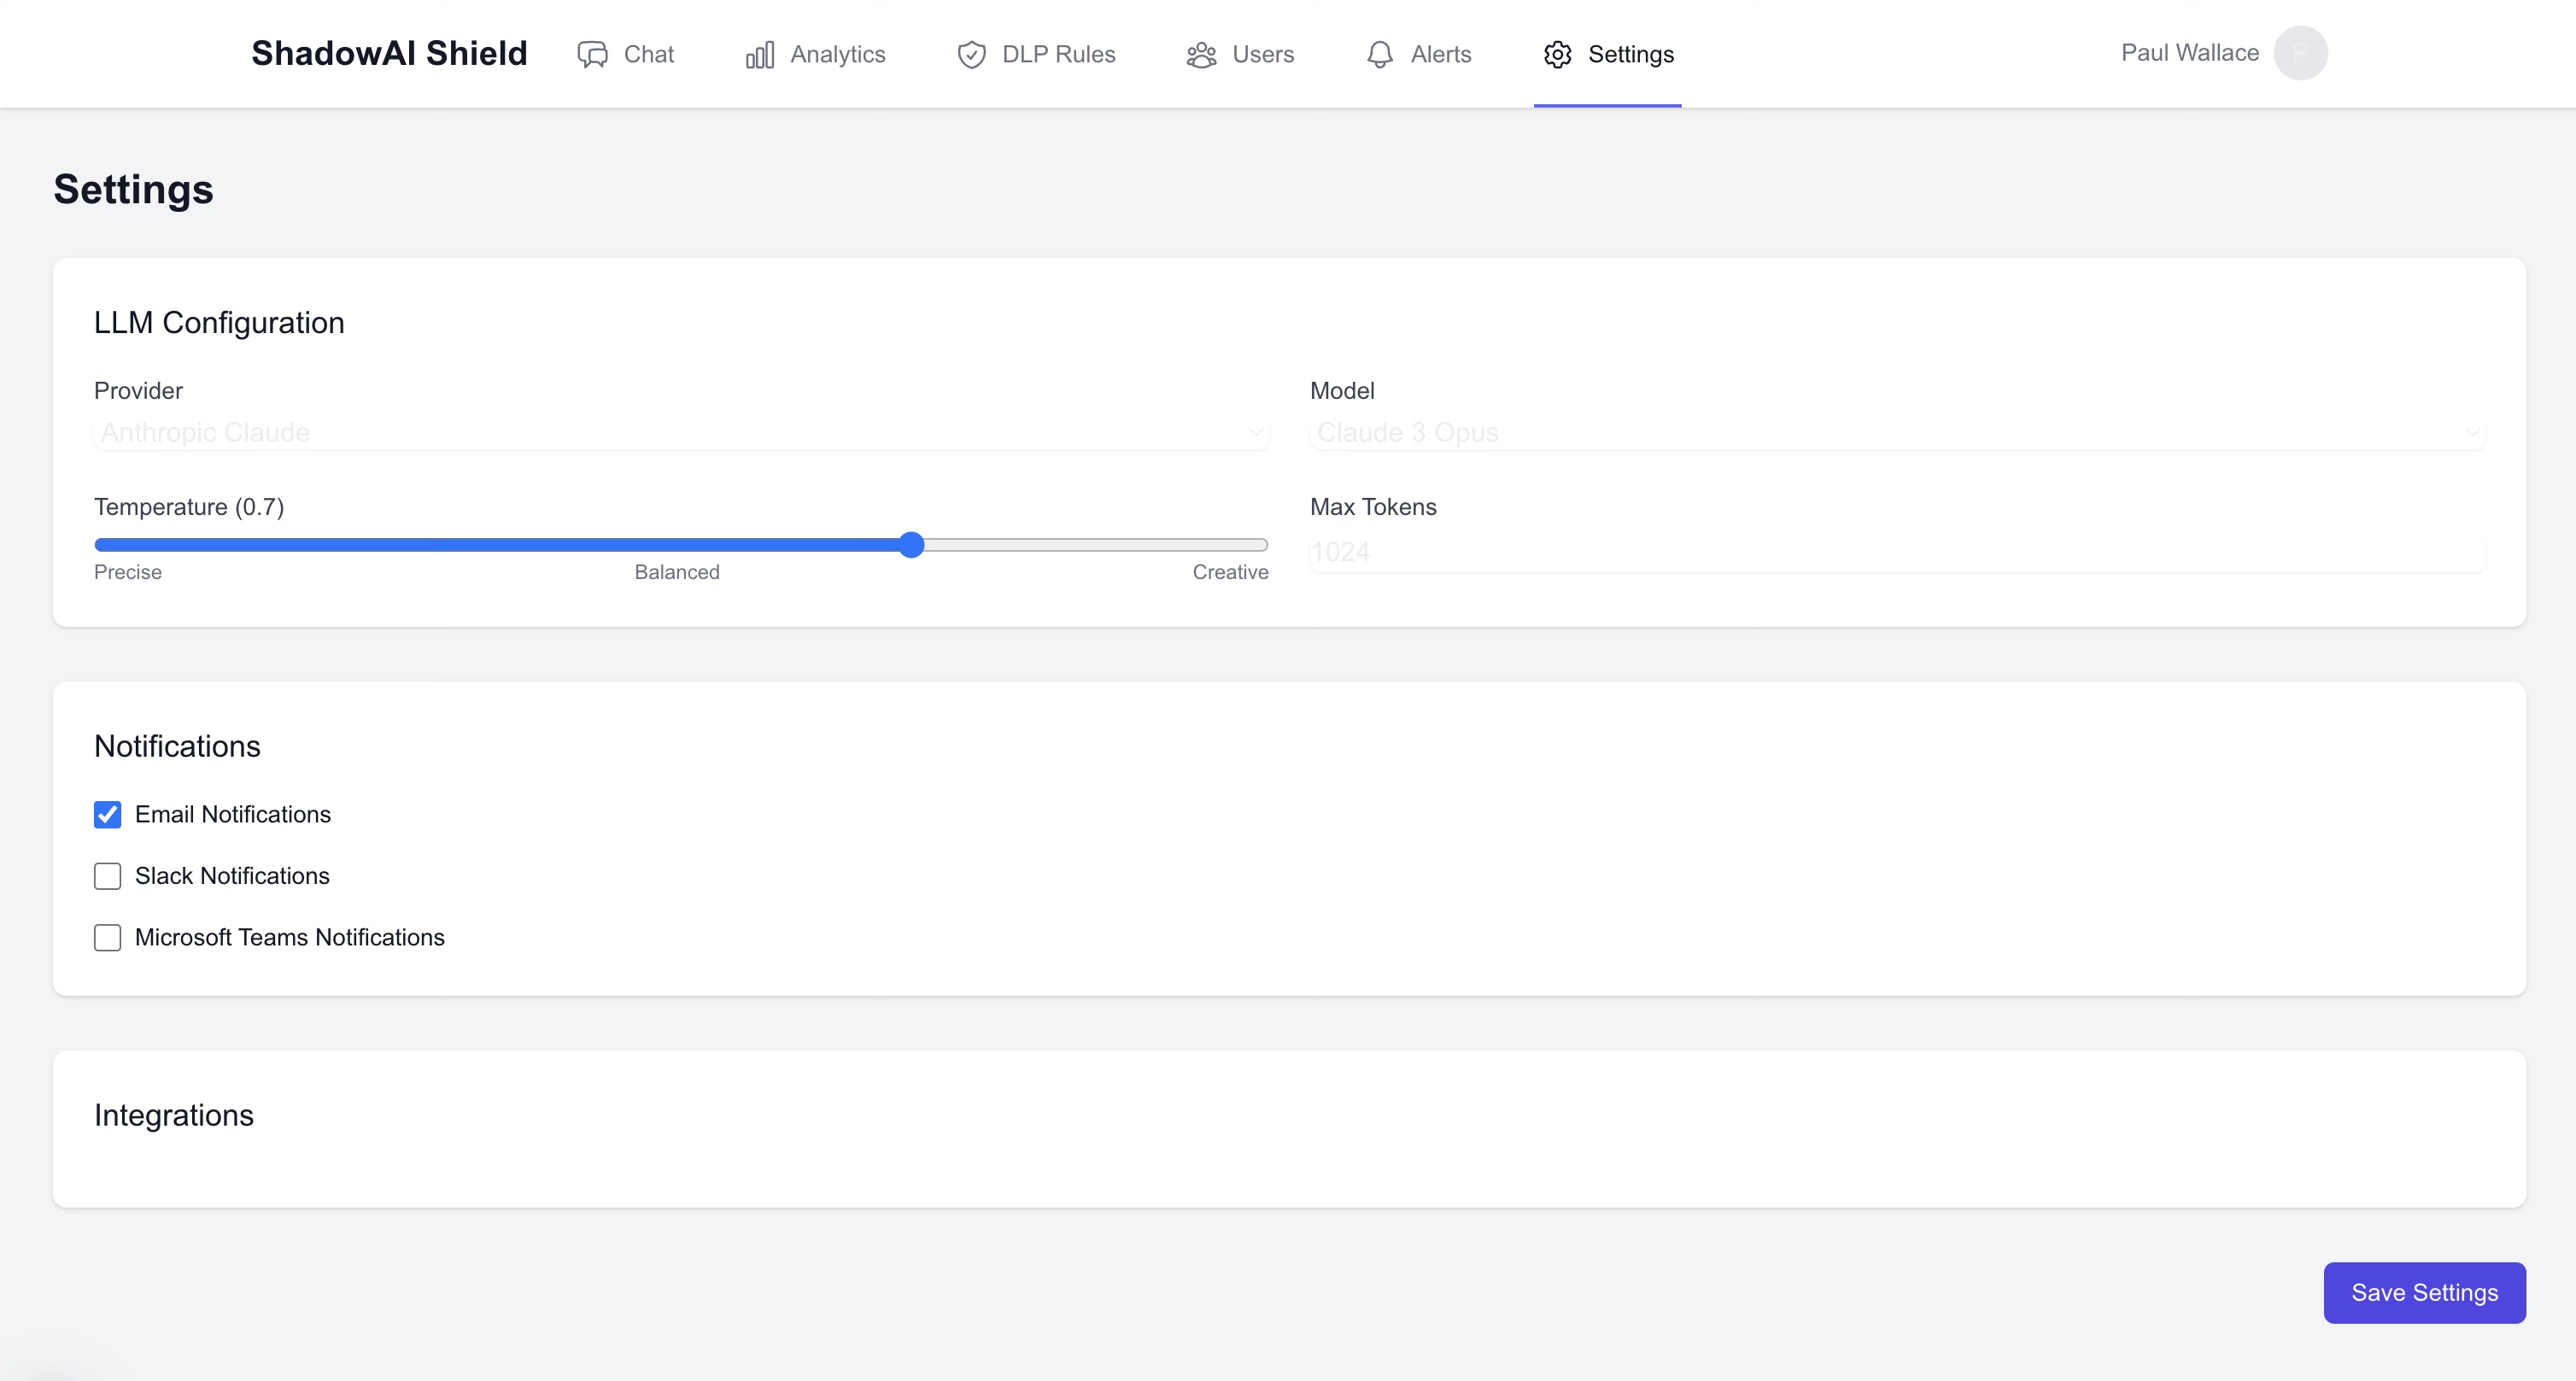 ShadowAI Shield Chat Analytics DLP Rules Users Alerts Settings Paul Wallace P
Settings
LLM Configuration
Provider Model
Anthropic Claude Claude 3 Opus
Temperature (0.7) Max Tokens
1024
Precise Balanced Creative
Notifications
Email Notifications
Slack Notifications
Microsoft Teams Notifications
Integrations
Save Settings